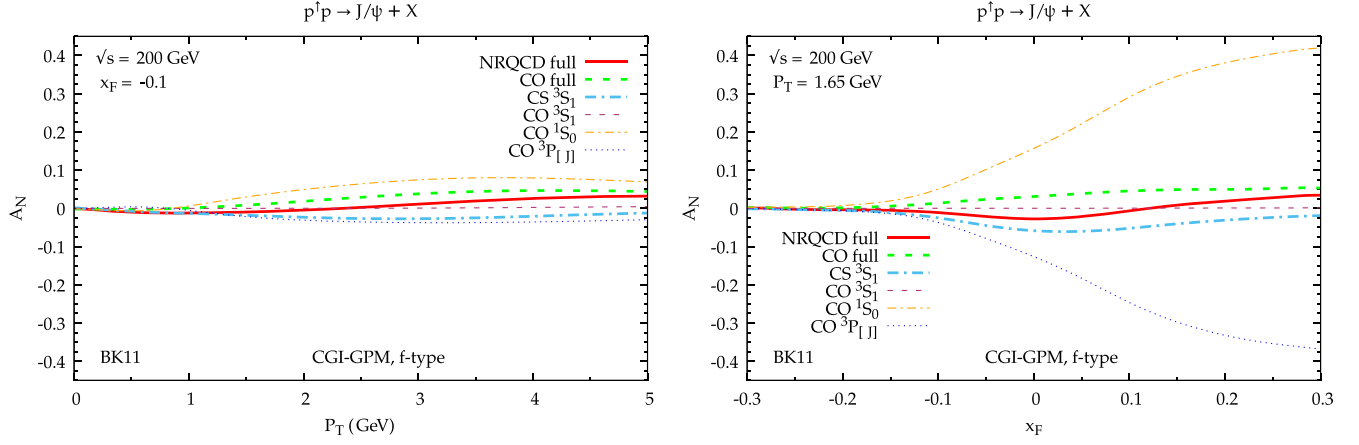 p↑p → J/ψ + X
√s = 200 GeV
x_F = -0.1
NRQCD full
CO full
CS ³S₁
CO ³S₁
CO ¹S₀
CO ³P_[J]
A_N
0.4
0.3
0.2
0.1
0
-0.1
-0.2
-0.3
-0.4
BK11
CGI-GPM, f-type
0 1 2 3 4 5
P_T (GeV)
p↑p → J/ψ + X
√s = 200 GeV
P_T = 1.65 GeV
A_N
0.4
0.3
0.2
0.1
0
-0.1
-0.2
-0.3
-0.4
NRQCD full
CO full
CS ³S₁
CO ³S₁
CO ¹S₀
CO ³P_[J]
BK11
CGI-GPM, f-type
-0.3 -0.2 -0.1 0 0.1 0.2 0.3
x_F